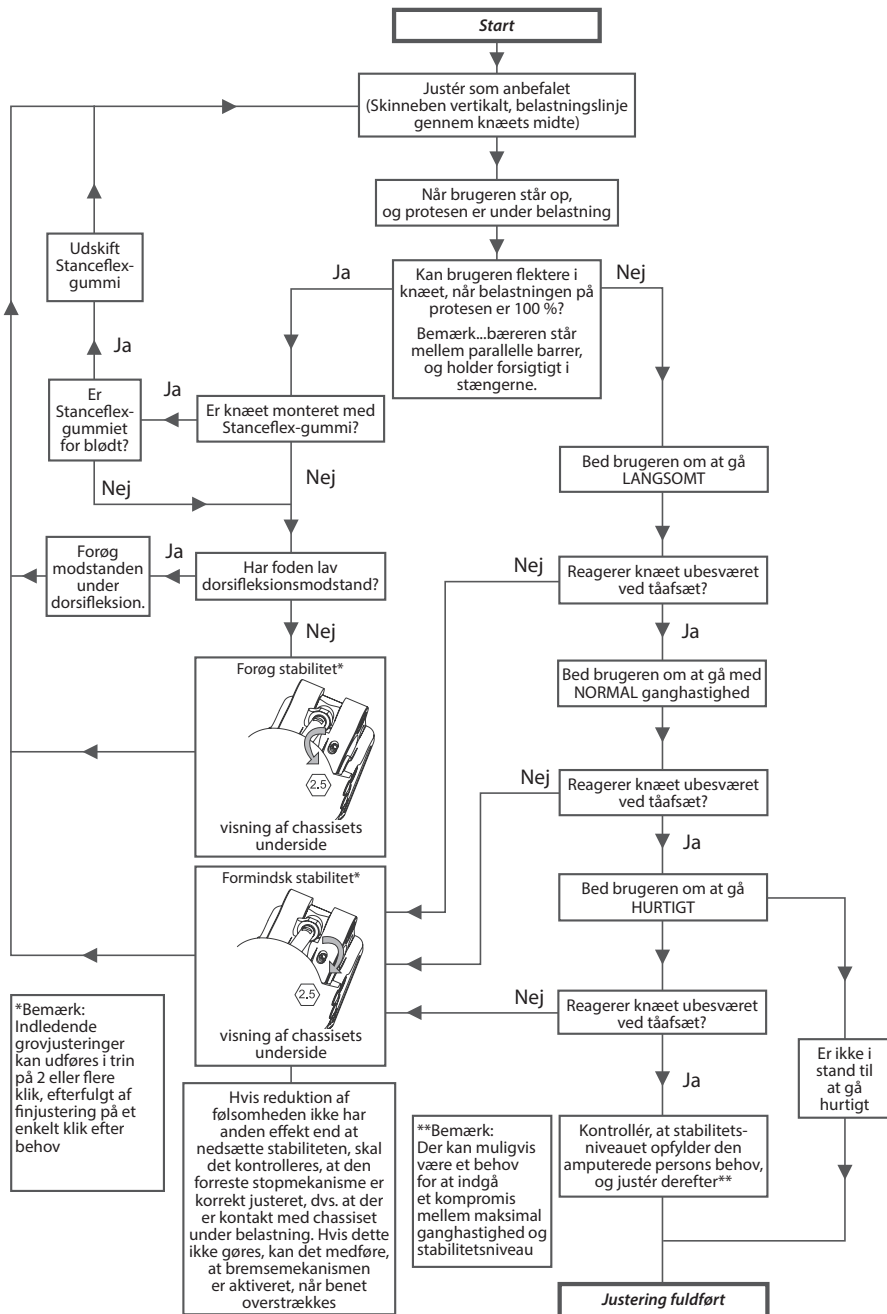 Start
Justér som anbefalet
(Skinneben vertikalt, belastningslinje
gennem knæets midte)
Når brugeren står op,
og protesen er under belastning
Udskift
Stanceflex-
gummi
Ja
Kan brugeren flektere i
knæet, når belastningen på
protesen er 100 %?
Bemærk...bæreren står
mellem parallelle barrer,
og holder forsigtigt i
stængerne.
Nej
Ja
Er
Stanceflex-
gummiet
for blødt?
Ja
Er knæet monteret med
Stanceflex-gummi?
Nej
Nej
Bed brugeren om at gå
LANGSOMT
Forøg
modstanden
under
dorsifleksion.
Ja
Har foden lav
dorsifleksionsmodstand?
Nej
Nej
Reagerer knæet ubesværet
ved tåafsæt?
Ja
Forøg stabilitet*
2.5
visning af chassisets
underside
Bed brugeren om at gå med
NORMAL ganghastighed
Nej
Reagerer knæet ubesværet
ved tåafsæt?
Ja
Formindsk stabilitet*
2.5
visning af chassisets
underside
Bed brugeren om at gå
HURTIGT
Nej
Reagerer knæet ubesværet
ved tåafsæt?
Ja
Er ikke i
stand til
at gå
hurtigt
*Bemærk:
Indledende
grovjusteringer
kan udføres i trin
på 2 eller flere
klik, efterfulgt af
finjustering på et
enkelt klik efter
behov
Hvis reduktion af
følsomheden ikke har
anden effekt end at
nedsætte stabiliteten, skal
det kontrolleres, at den
forreste stopmekanisme er
korrekt justeret, dvs. at der
er kontakt med chassiset
under belastning. Hvis dette
ikke gøres, kan det medføre,
at bremsemekanismen
er aktiveret, når benet
overstrækkes
**Bemærk:
Der kan muligvis
være et behov
for at indgå
et kompromis
mellem maksimal
ganghastighed og
stabilitetsniveau
Kontrollér, at stabilitets-
niveauet opfylder den
amputerede persons behov,
og justér derefter**
Justering fuldført